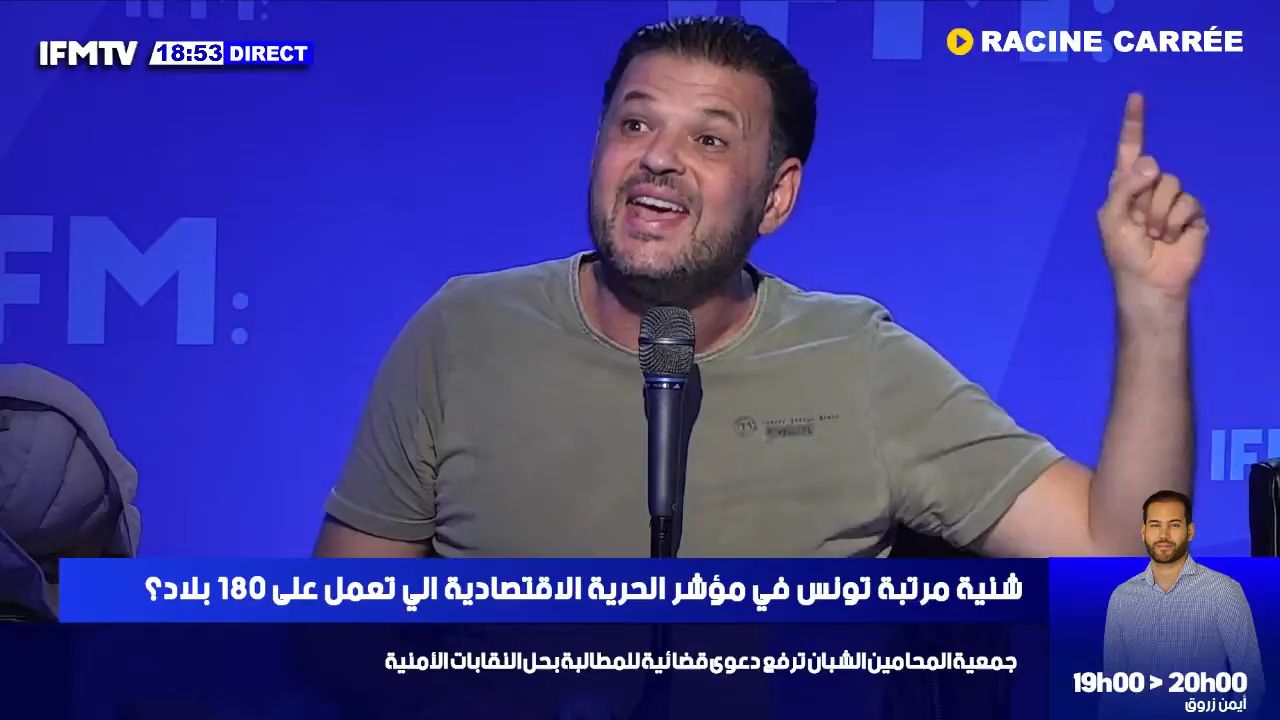 IFMTV 18:53 DIRECT
RACINE CARRÉE
IFM:
شنية مرتبة تونس في مؤشر الحرية الاقتصادية الي تعمل على 180 بلاد؟
جمعية المحامين الشبان ترفع دعوى قضائية للمطالبة بحل النقابات الأمنية
19h00 > 20h00
أيمن زروق